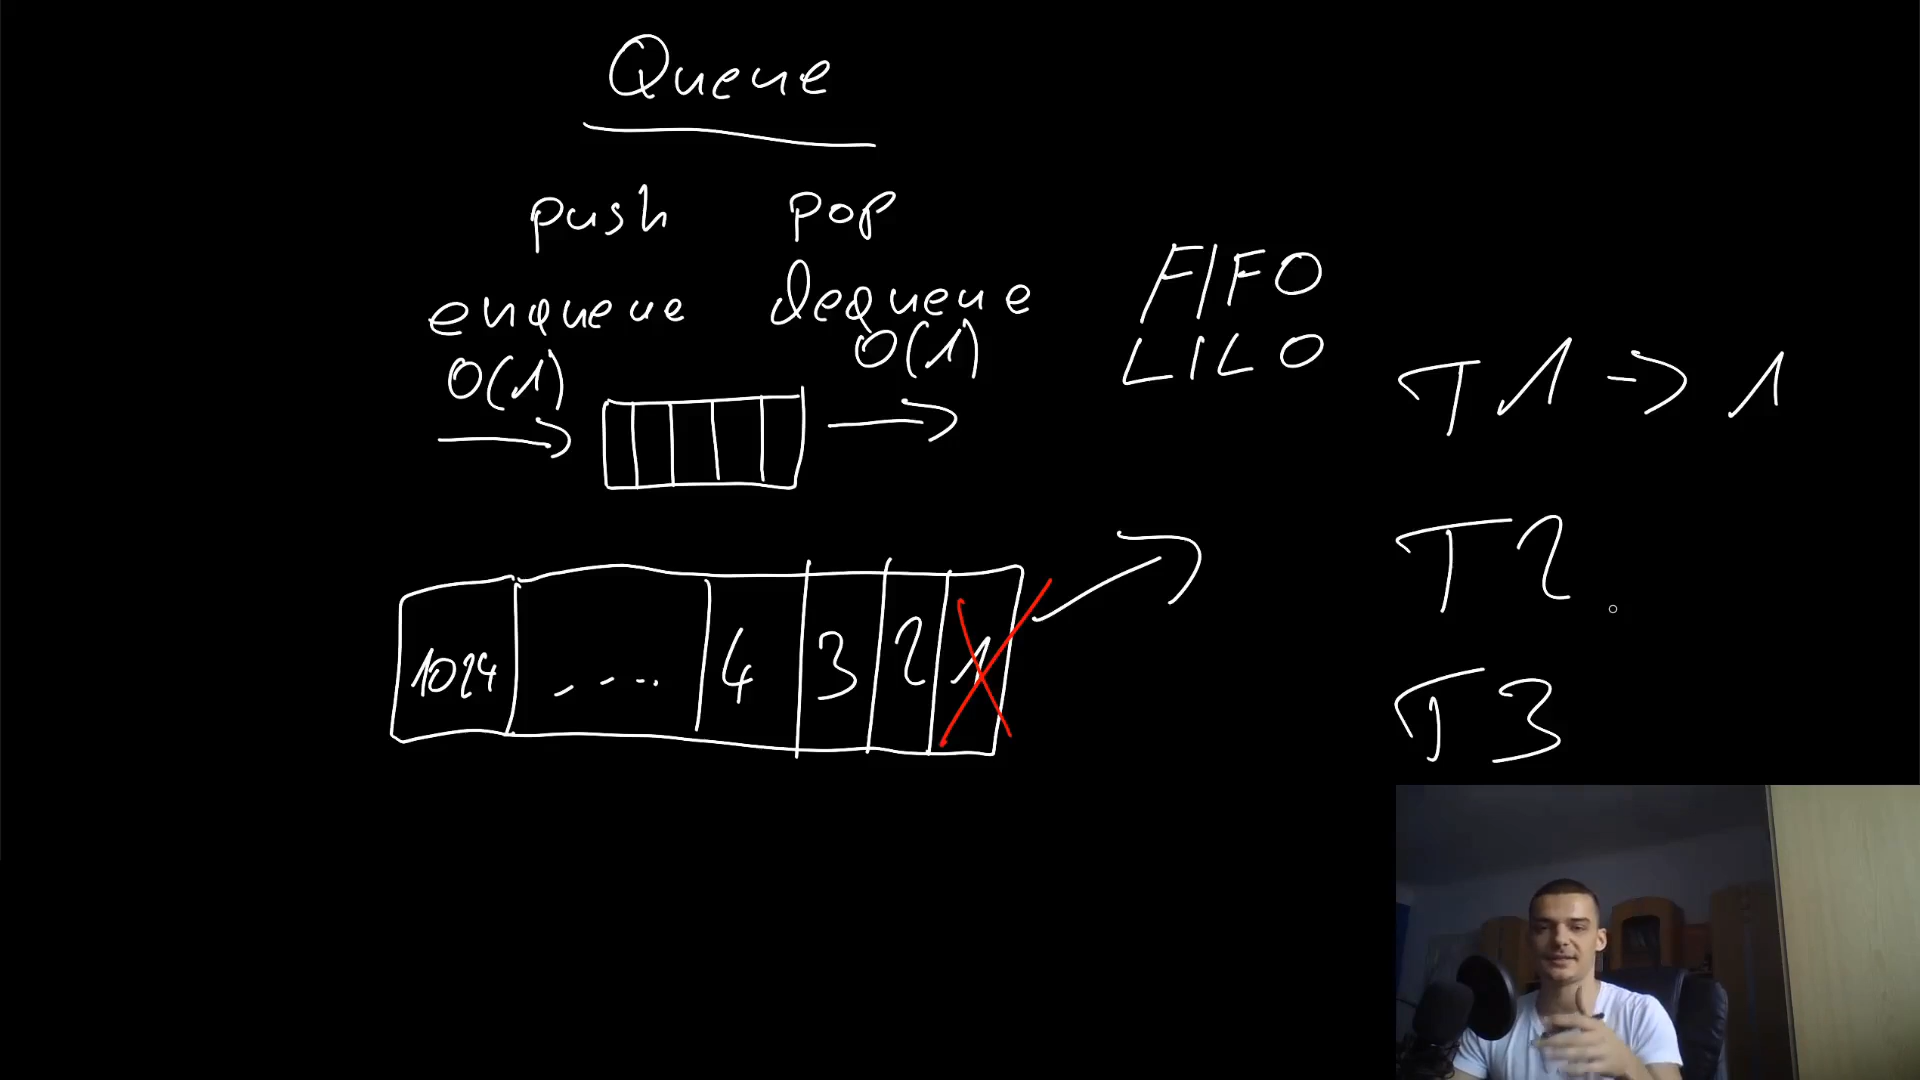 Queue
push pop
enqueue dequeue
O(1) O(1)
FIFO
LILO
T1 -> 1
T2
T3
1024 .... 4 3 2 1